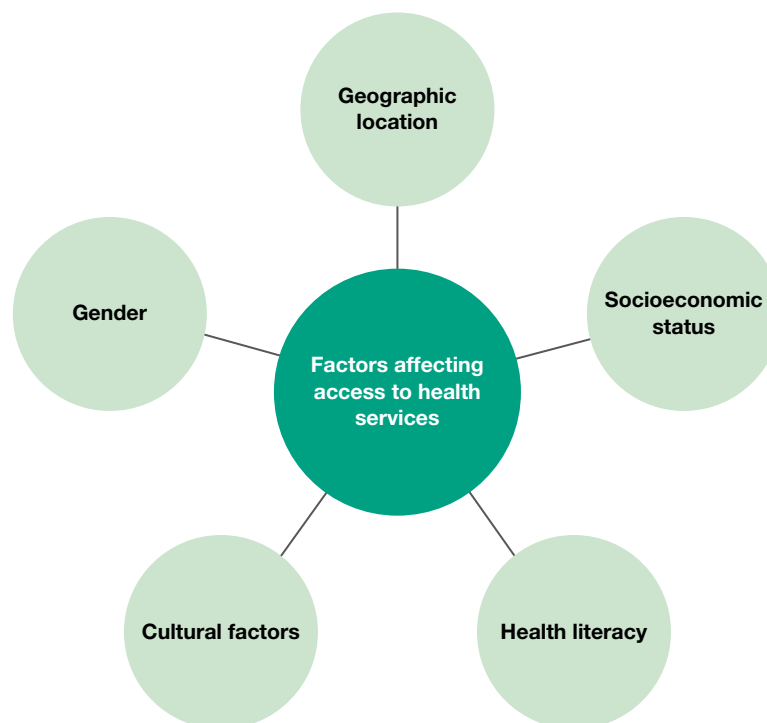 Geographic
location
Gender
Socioeconomic
status
Factors affecting
access to health
services
Cultural factors
Health literacy